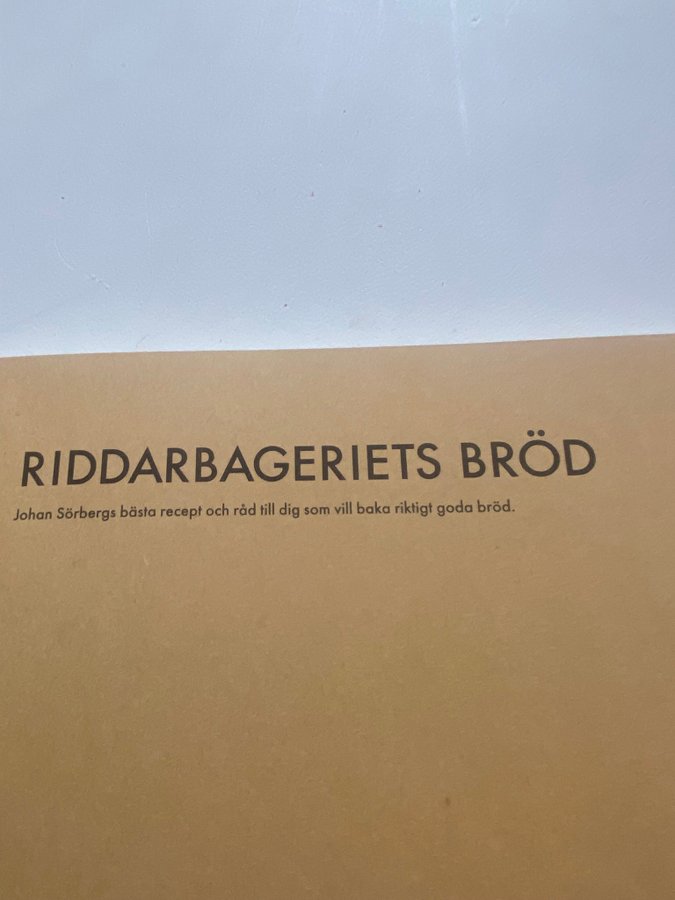 RIDDARBAGERIETS BRÖD
Johan Sörbergs bästa recept och råd till dig som vill baka riktigt goda bröd.